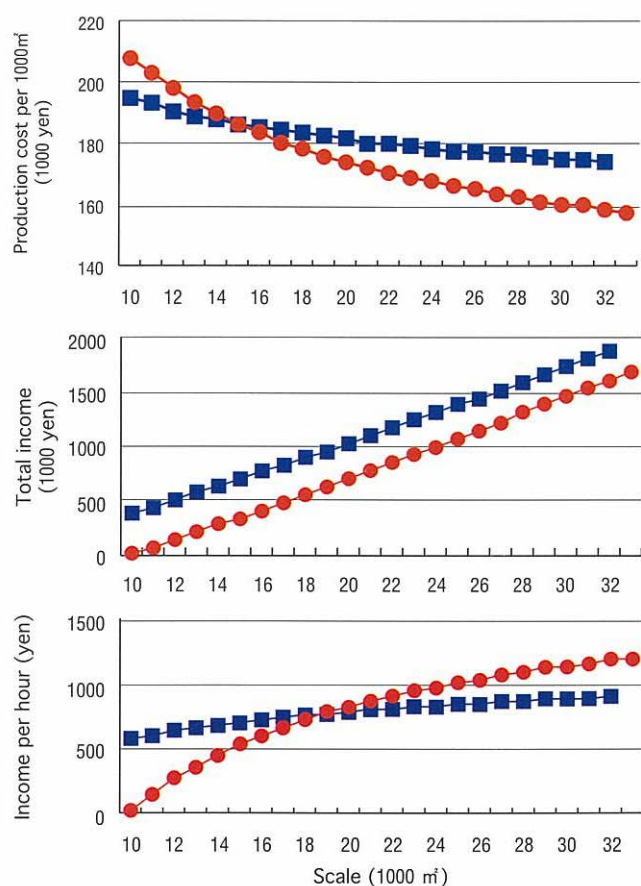 Production cost per 1000㎡
(1000 yen)
220
200
180
160
140
10 12 14 16 18 20 22 24 26 28 30 32
Total income
(1000 yen)
2000
1500
1000
500
0
10 12 14 16 18 20 22 24 26 28 30 32
Income per hour (yen)
1500
1000
500
0
10 12 14 16 18 20 22 24 26 28 30 32
Scale (1000 ㎡)